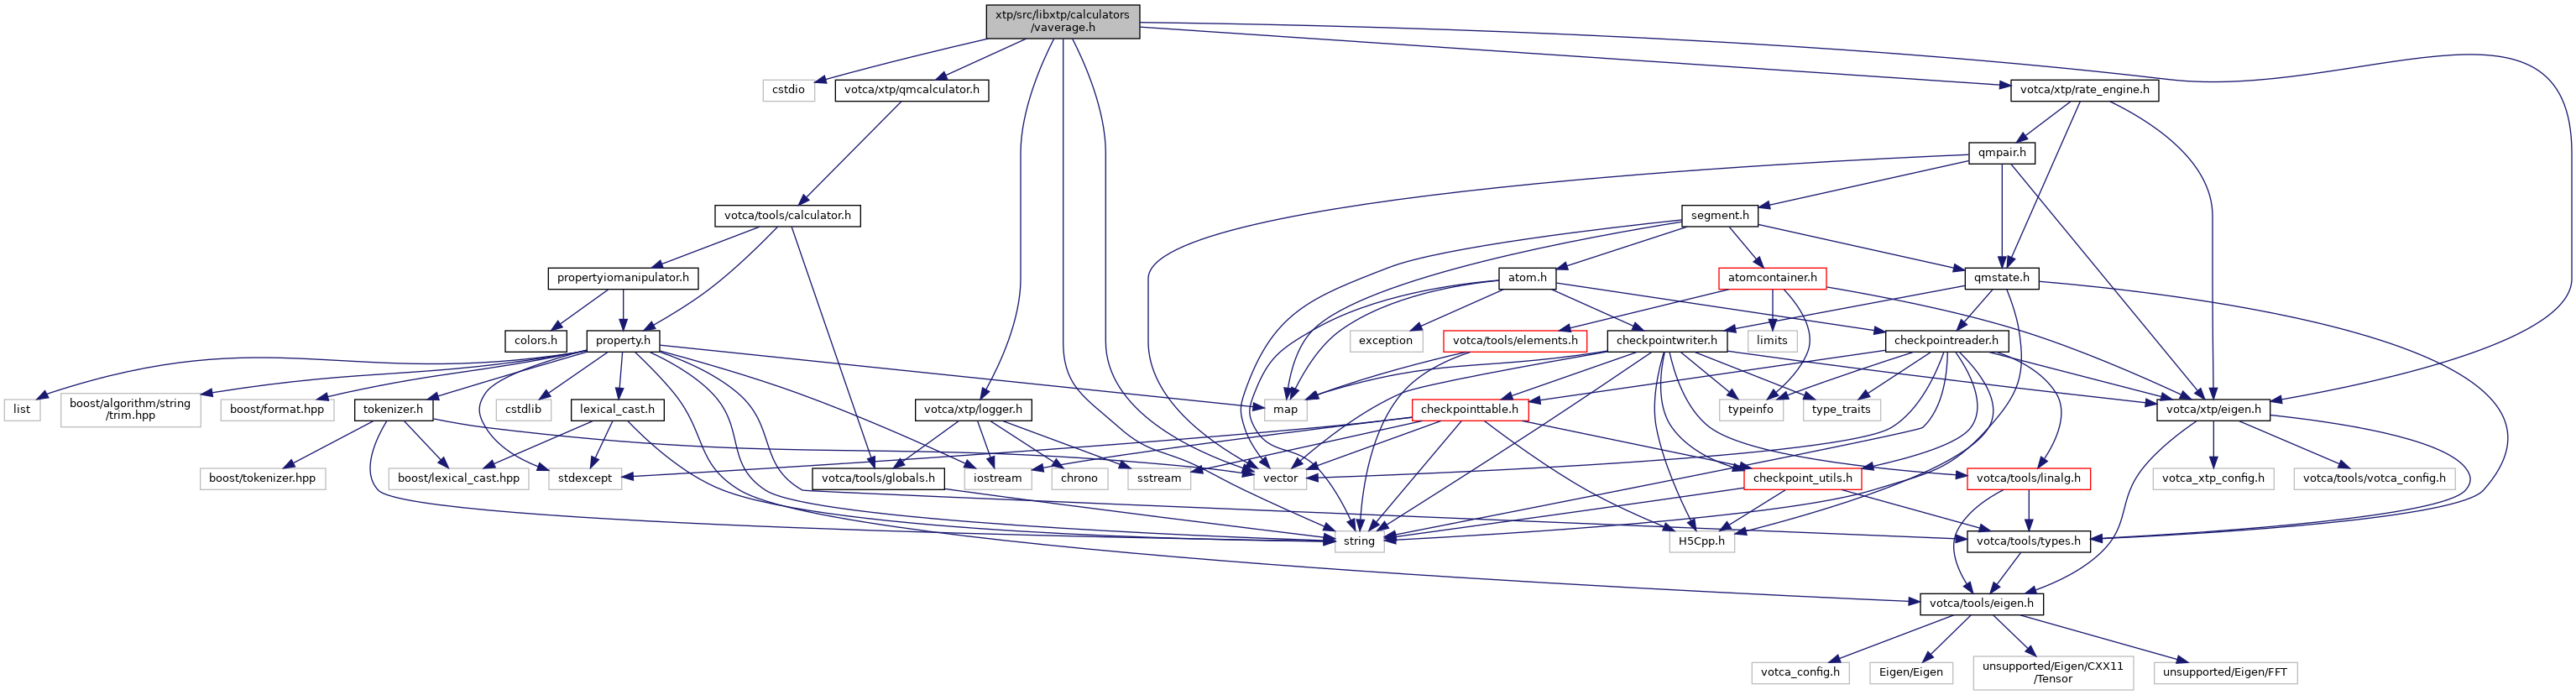 xtp/src/libxtp/calculators
/vaverage.h
cstdio
votca/xtp/qmcalculator.h
votca/xtp/rate_engine.h
qmpair.h
votca/tools/calculator.h
segment.h
propertyiomanipulator.h
atom.h
atomcontainer.h
qmstate.h
colors.h
property.h
exception
votca/tools/elements.h
checkpointwriter.h
limits
checkpointreader.h
list
boost/algorithm/string
/trim.hpp
boost/format.hpp
tokenizer.h
cstdlib
lexical_cast.h
votca/xtp/logger.h
map
checkpointtable.h
typeinfo
type_traits
votca/xtp/eigen.h
boost/tokenizer.hpp
boost/lexical_cast.hpp
stdexcept
votca/tools/globals.h
iostream
chrono
sstream
vector
checkpoint_utils.h
votca/tools/linalg.h
votca_xtp_config.h
votca/tools/votca_config.h
string
H5Cpp.h
votca/tools/types.h
votca/tools/eigen.h
votca_config.h
Eigen/Eigen
unsupported/Eigen/CXX11
/Tensor
unsupported/Eigen/FFT